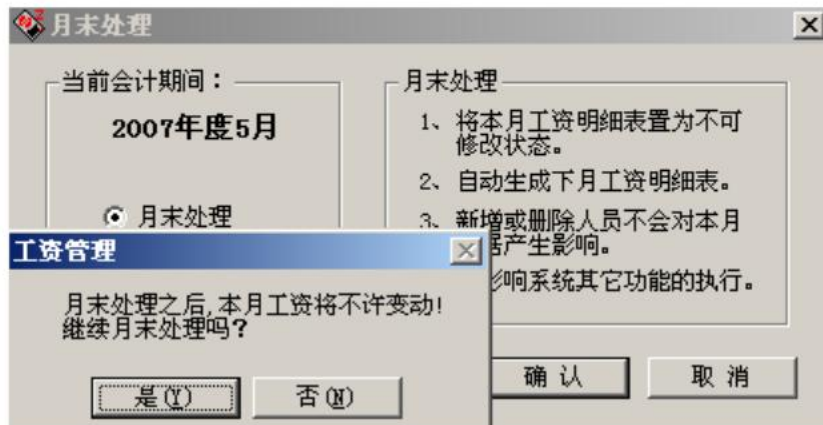 月末处理
当前会计期间：
2007年度5月
月末处理
月末处理
1、将本月工资明细表置为不可
修改状态。
2、自动生成下月工资明细表。
3、新增或删除人员不会对本月
据产生影响。
影响系统其它功能的执行。
工资管理
月末处理之后,本月工资将不许变动!
继续月末处理吗?
是(Y)
否(N)
确认
取消